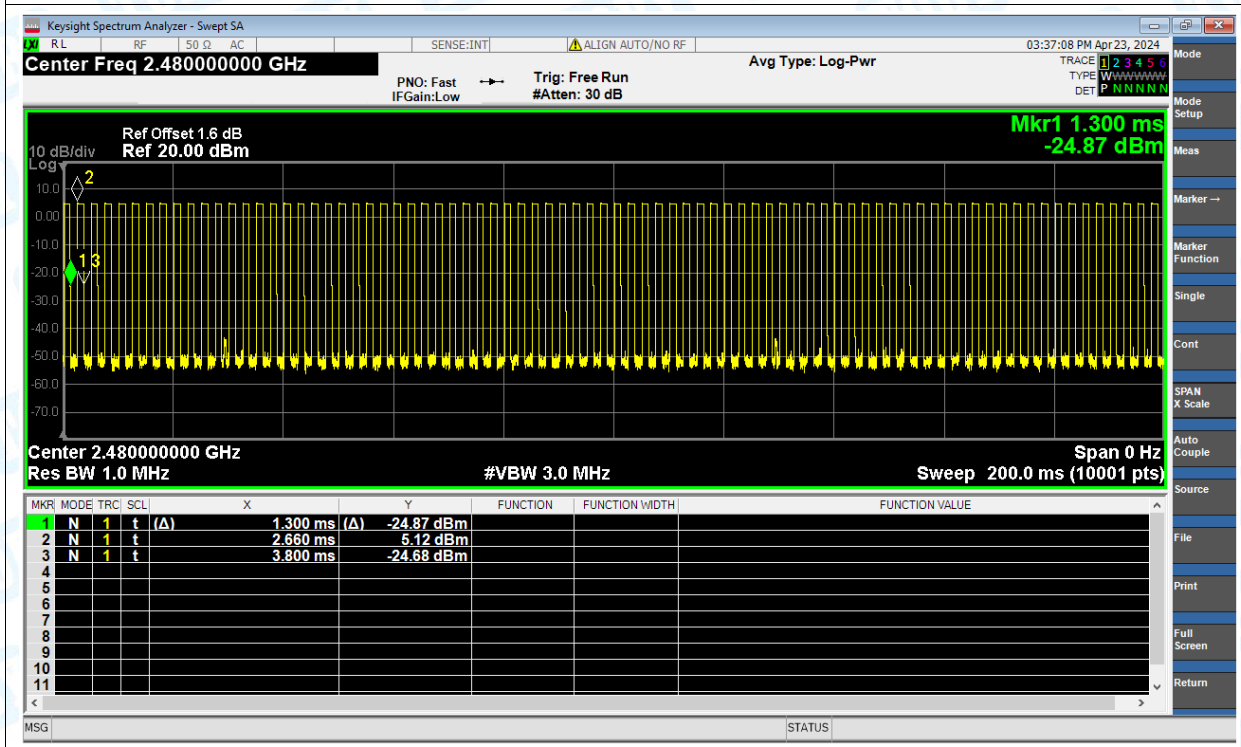 Keysight Spectrum Analyzer - Swept SA
LXI RL RF 50 Ω AC SENSE:INT ALIGN AUTO/NO RF 03:37:08 PM Apr 23, 2024
Center Freq 2.480000000 GHz
PNO: Fast
IFGain:Low
Trig: Free Run
#Atten: 30 dB
Avg Type: Log-Pwr
TRACE 1 2 3 4 5 6
TYPE WWWWWW
DET P N N N N N
Ref Offset 1.6 dB
10 dB/div Ref 20.00 dBm
Log
Mkr1 1.300 ms
-24.87 dBm
10.0
0.00
-10.0
-20.0
-30.0
-40.0
-50.0
-60.0
-70.0
2
1 3
Center 2.480000000 GHz Span 0 Hz
Res BW 1.0 MHz #VBW 3.0 MHz Sweep 200.0 ms (10001 pts)
MKR MODE TRC SCL X Y FUNCTION FUNCTION WIDTH FUNCTION VALUE
1 N 1 t (Δ) 1.300 ms (Δ) -24.87 dBm
2 N 1 t 2.660 ms 5.12 dBm
3 N 1 t 3.800 ms -24.68 dBm
4
5
6
7
8
9
10
11
MSG STATUS
Mode
Mode
Setup
Meas
Marker →
Marker
Function
Single
Cont
SPAN
X Scale
Auto
Couple
Source
File
Print
Full
Screen
Return